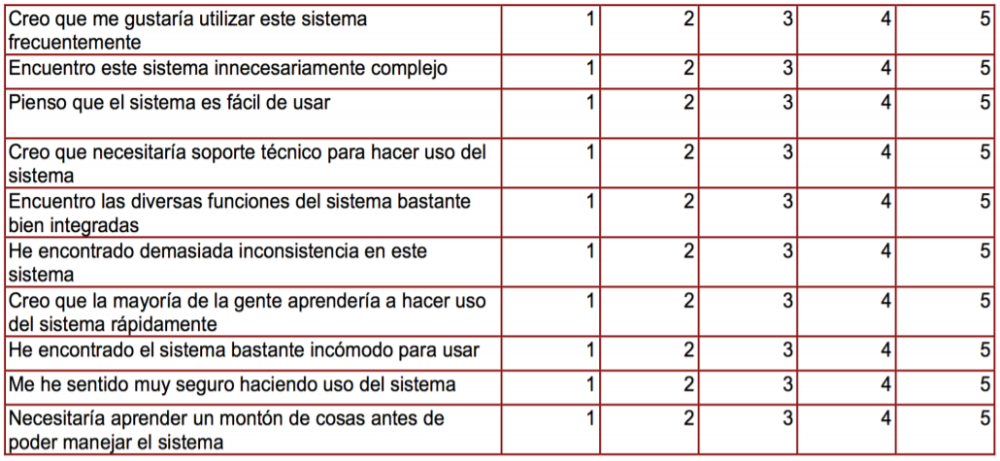 Creo que me gustaría utilizar este sistema 1 2 3 4 5
frecuentemente
Encuentro este sistema innecesariamente complejo 1 2 3 4 5
Pienso que el sistema es fácil de usar 1 2 3 4 5
Creo que necesitaría soporte técnico para hacer uso del 1 2 3 4 5
sistema
Encuentro las diversas funciones del sistema bastante 1 2 3 4 5
bien integradas
He encontrado demasiada inconsistencia en este 1 2 3 4 5
sistema
Creo que la mayoría de la gente aprendería a hacer uso 1 2 3 4 5
del sistema rápidamente
He encontrado el sistema bastante incómodo para usar 1 2 3 4 5
Me he sentido muy seguro haciendo uso del sistema 1 2 3 4 5
Necesitaría aprender un montón de cosas antes de 1 2 3 4 5
poder manejar el sistema